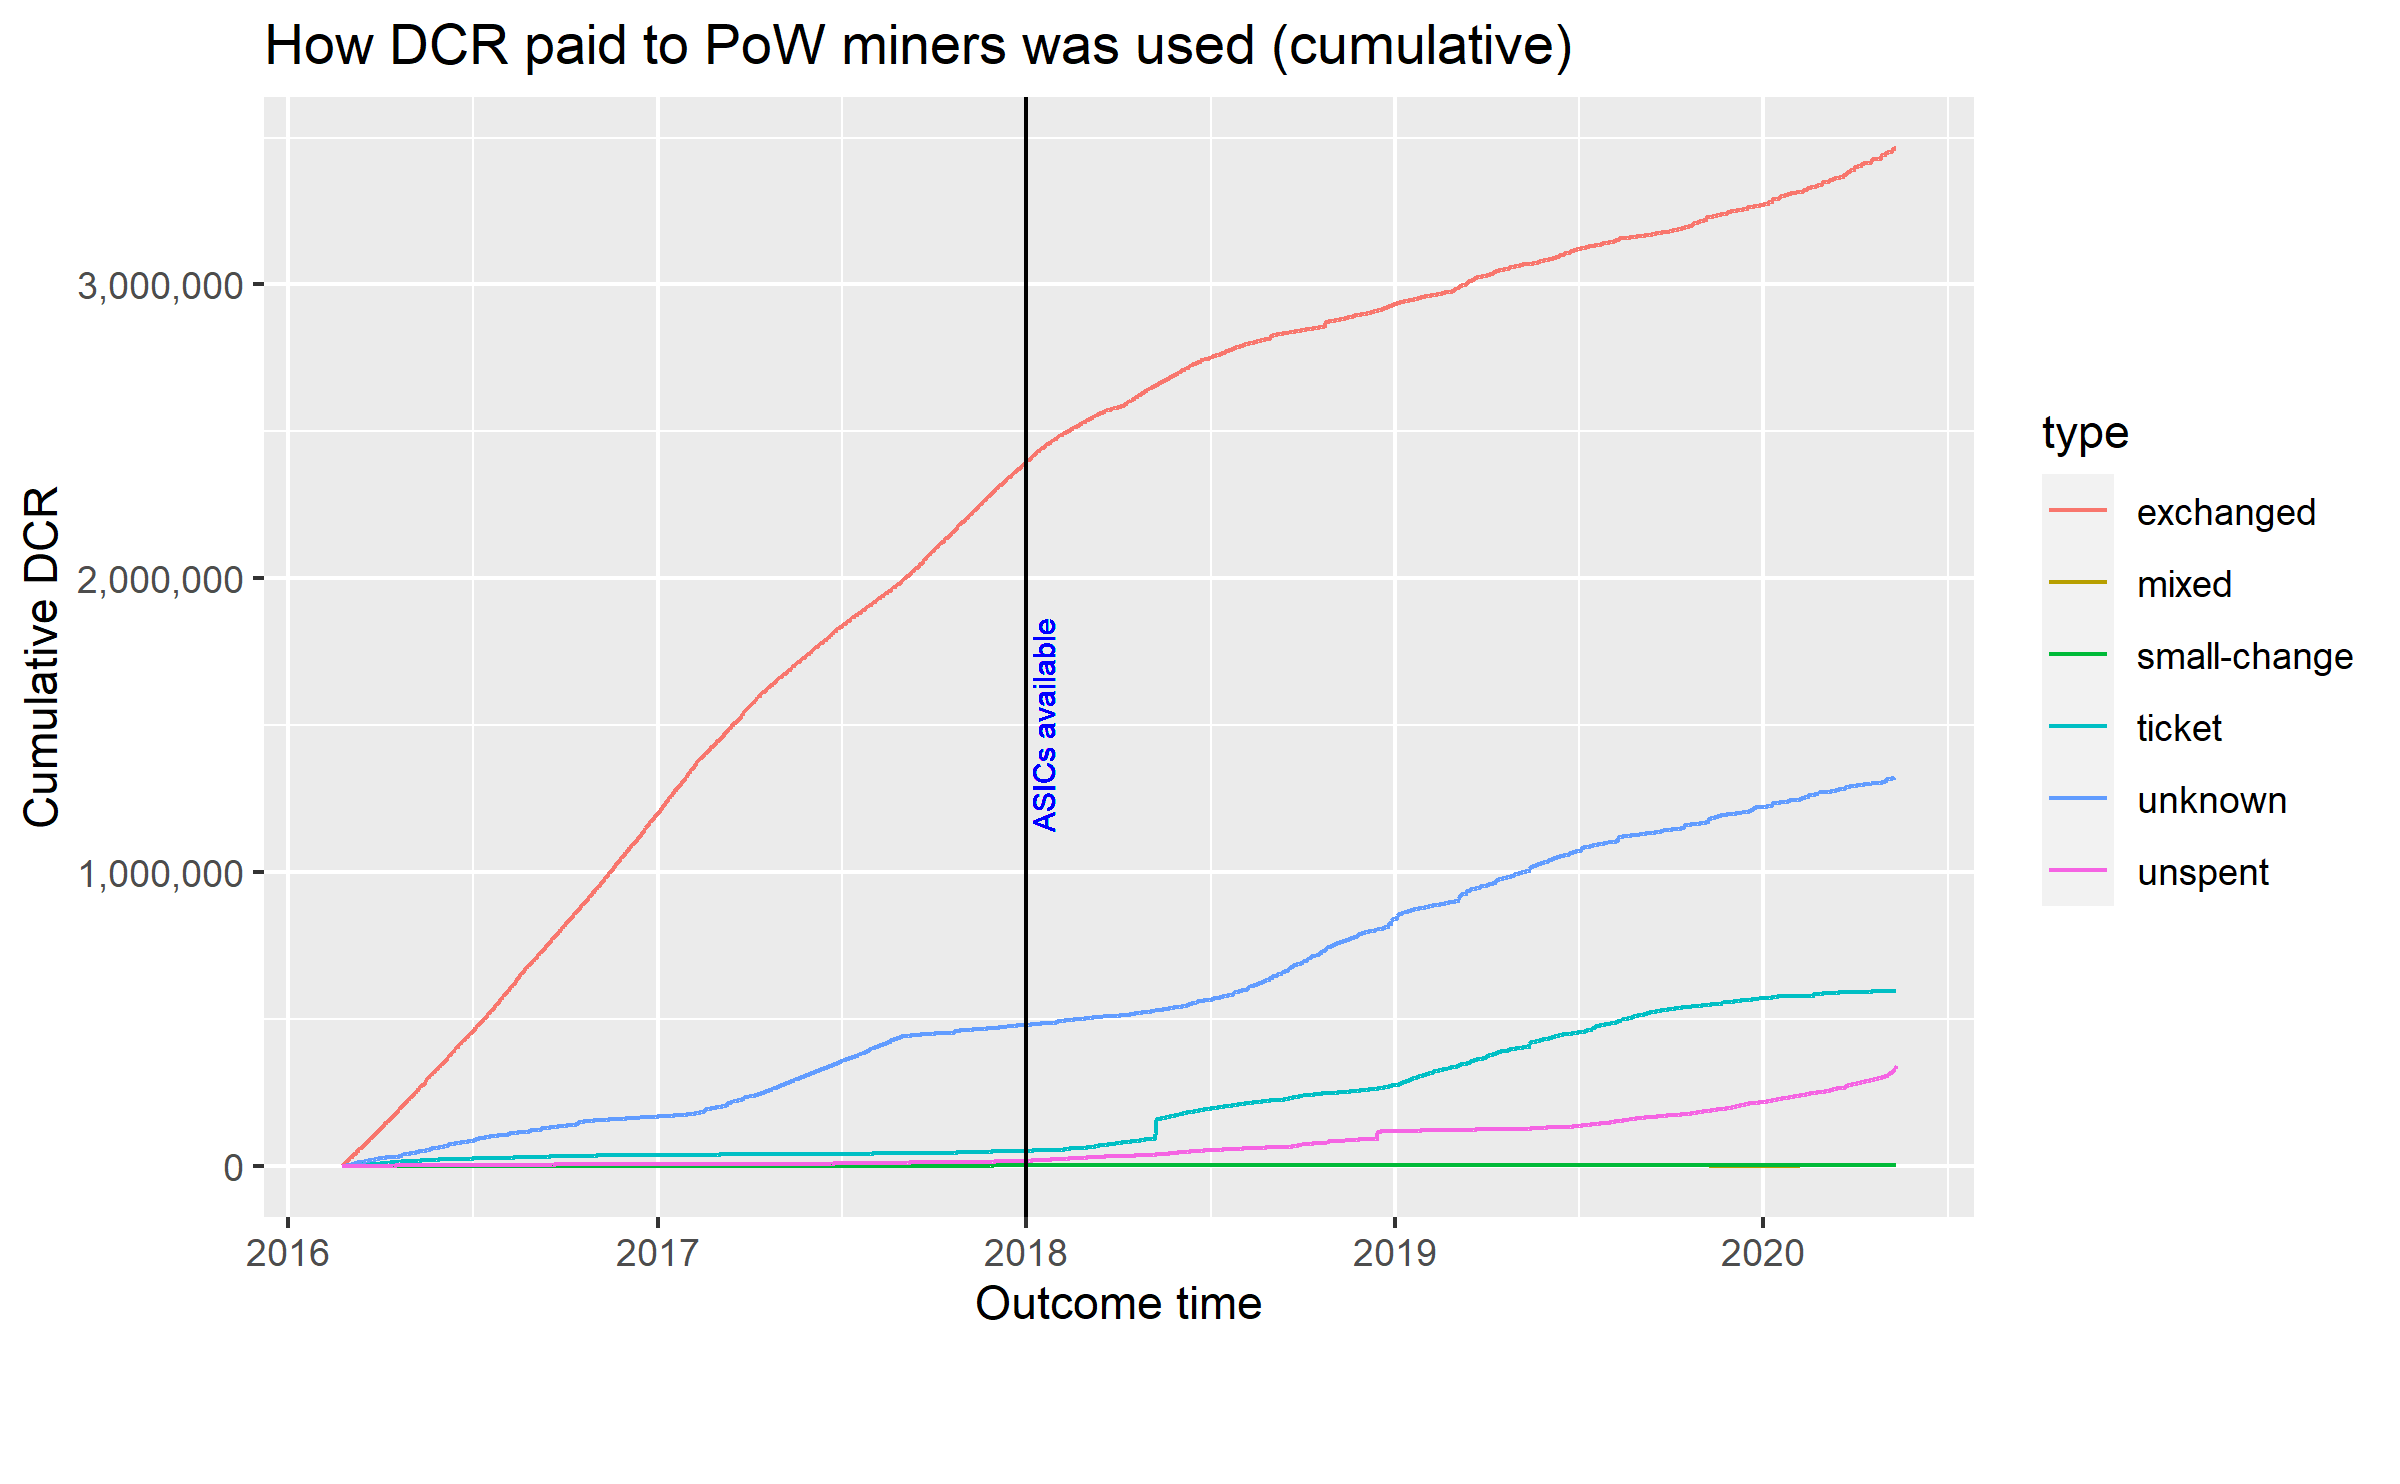 How DCR paid to PoW miners was used (cumulative)
Cumulative DCR
3,000,000
2,000,000
1,000,000
0
ASICs available
2016 2017 2018 2019 2020
Outcome time
type
exchanged
mixed
small-change
ticket
unknown
unspent